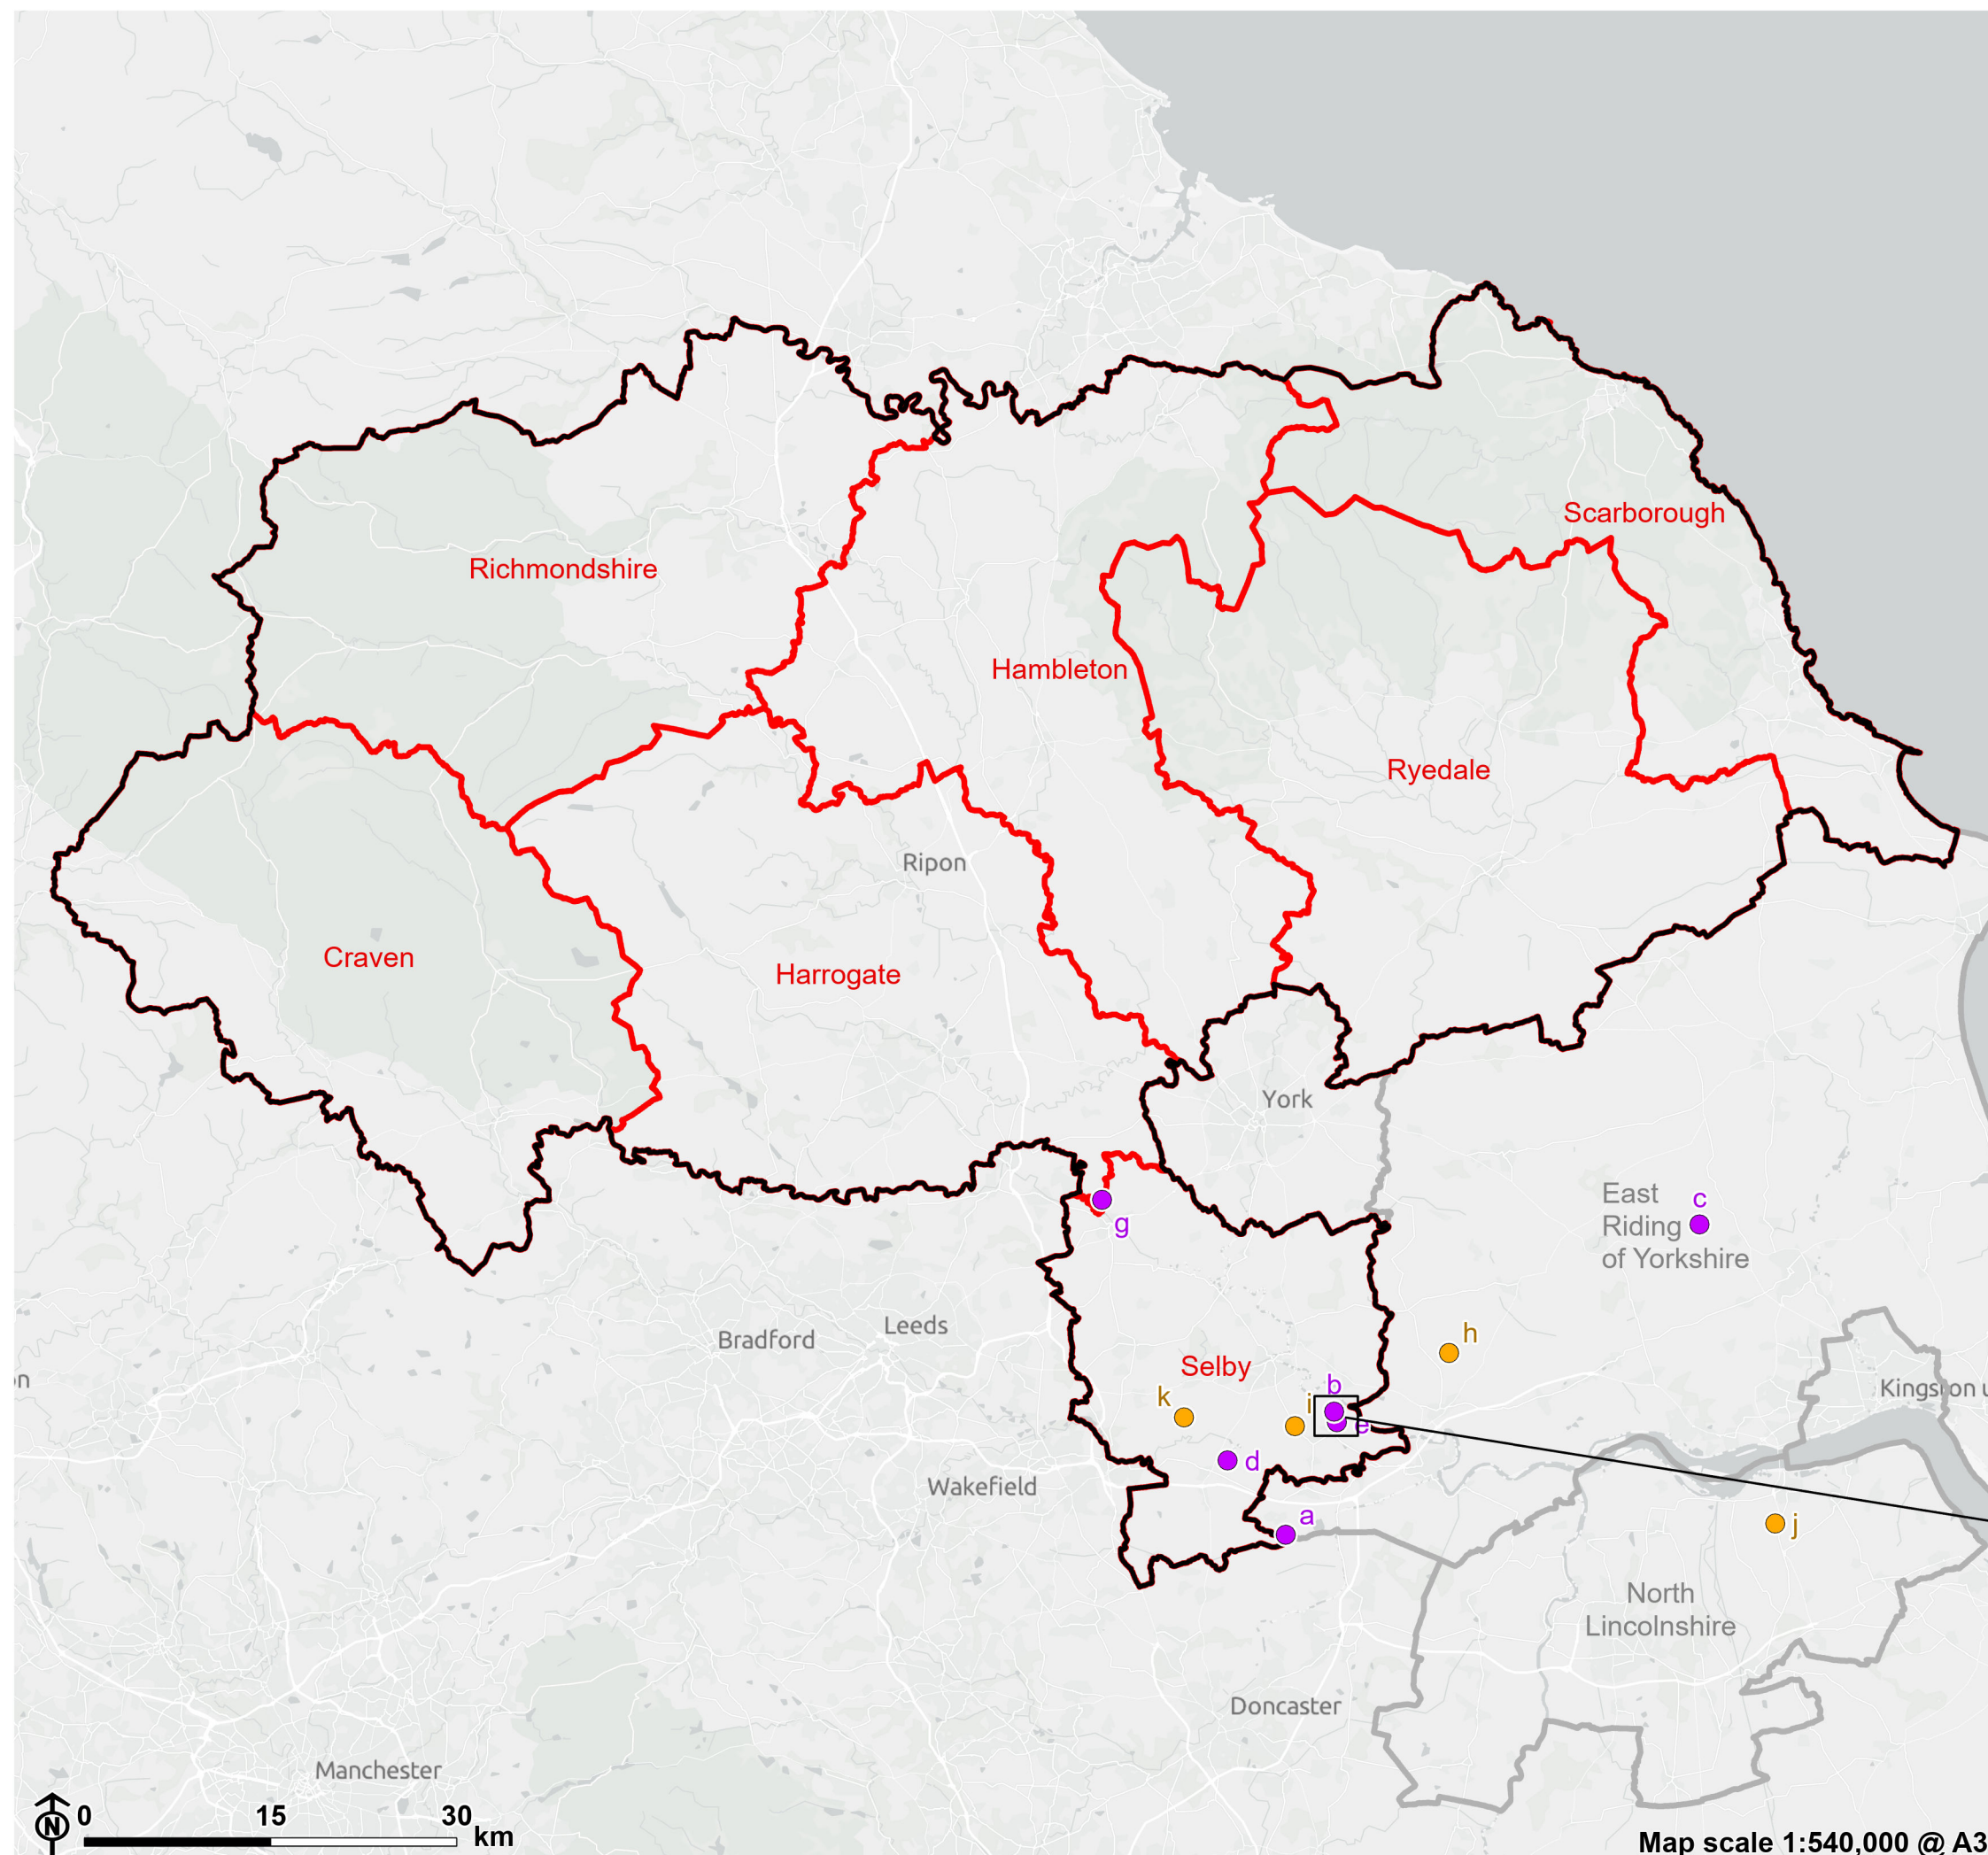 Scarborough
Richmondshire
Hambleton
Ryedale
Ripon
Craven
Harrogate
York
East
Riding
of Yorkshire
c
g
Bradford
Leeds
h
Selby
b
n
Kingston u
k
i
e
d
Wakefield
a
j
North
Lincolnshire
Doncaster
Manchester
N
0 15 30
km
Map scale 1:540,000 @ A3